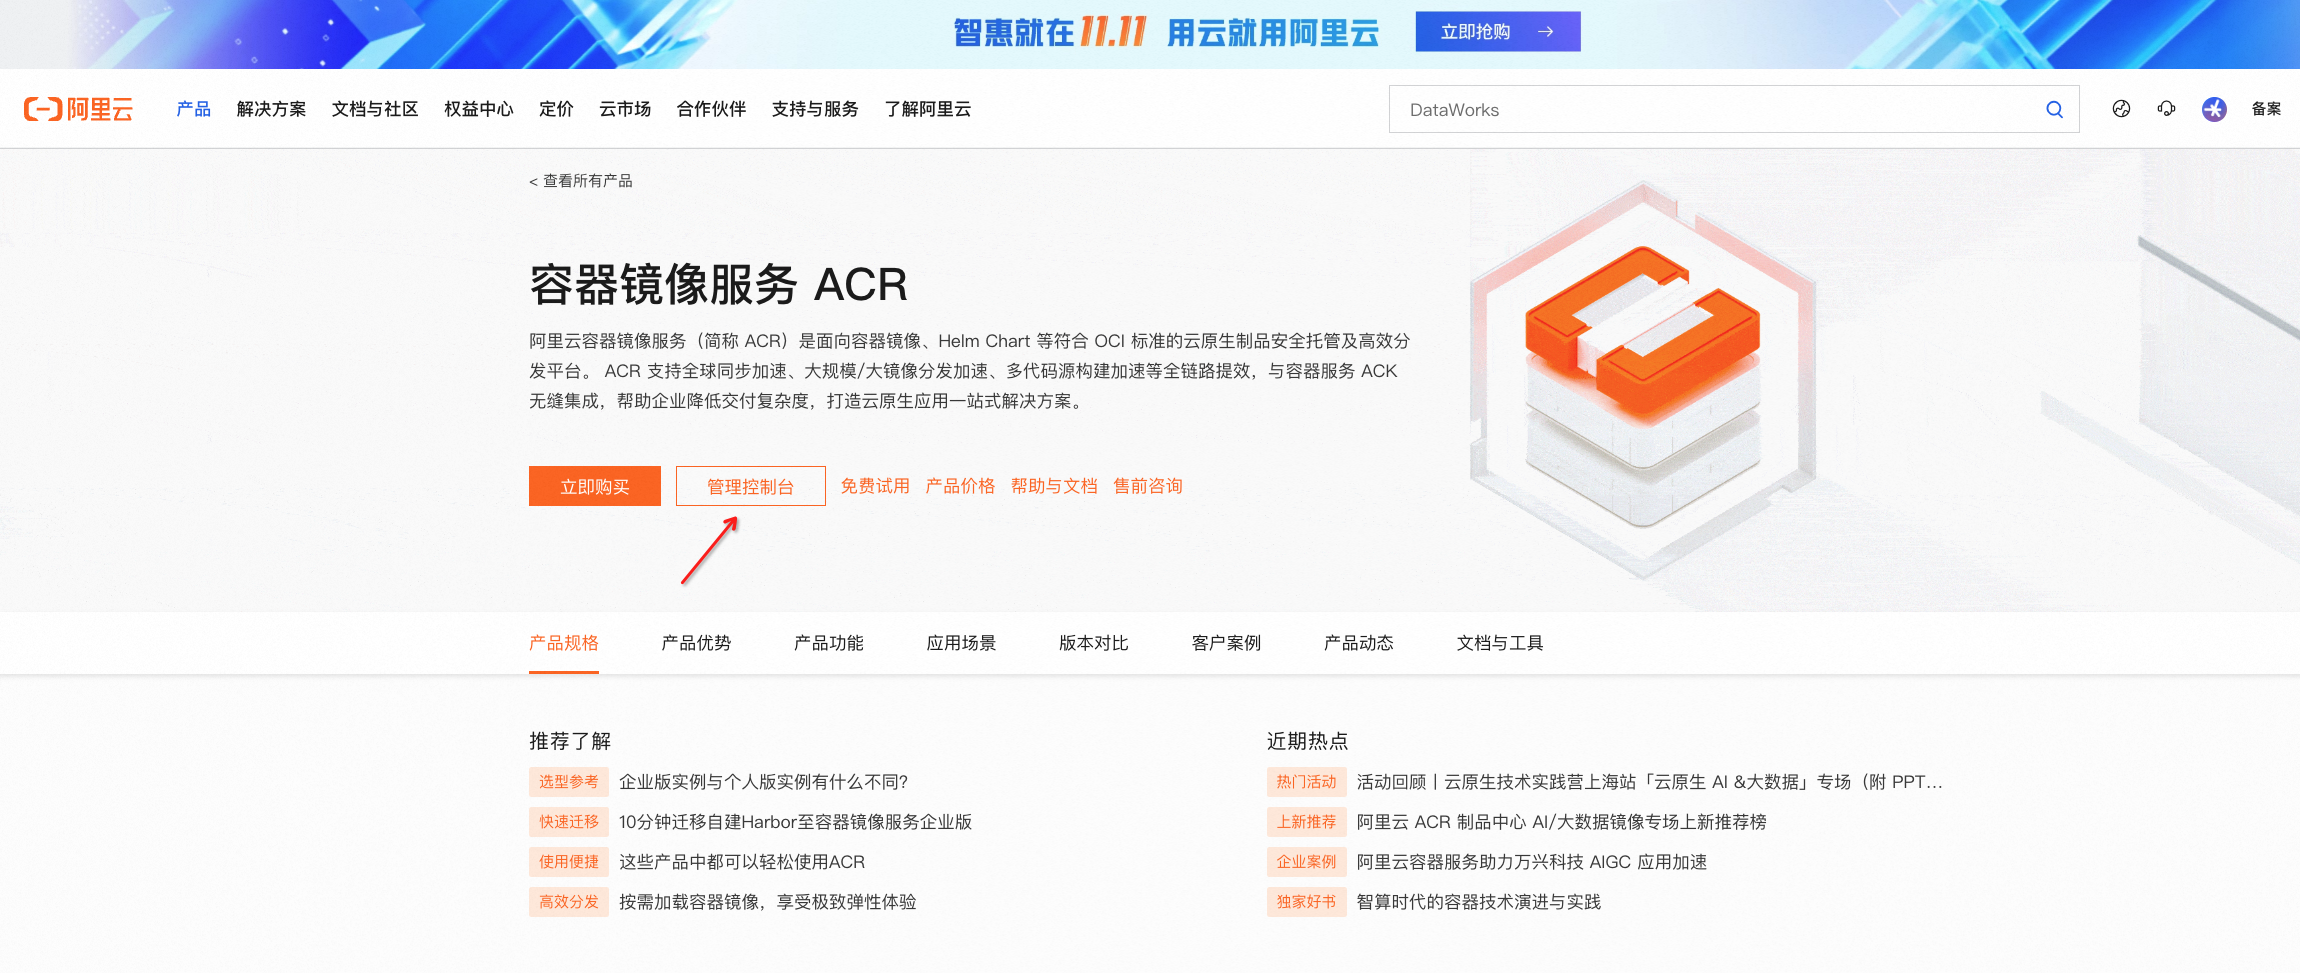 智惠就在11.11 用云就用阿里云 立即抢购 →
阿里云 产品 解决方案 文档与社区 权益中心 定价 云市场 合作伙伴 支持与服务 了解阿里云 DataWorks 备案
< 查看所有产品
容器镜像服务 ACR
阿里云容器镜像服务（简称 ACR）是面向容器镜像、Helm Chart 等符合 OCI 标准的云原生制品安全托管及高效分
发平台。 ACR 支持全球同步加速、大规模/大镜像分发加速、多代码源构建加速等全链路提效，与容器服务 ACK
无缝集成，帮助企业降低交付复杂度，打造云原生应用一站式解决方案。
立即购买 管理控制台 免费试用 产品价格 帮助与文档 售前咨询
产品规格 产品优势 产品功能 应用场景 版本对比 客户案例 产品动态 文档与工具
推荐了解
选型参考 企业版实例与个人版实例有什么不同？
快速迁移 10分钟迁移自建Harbor至容器镜像服务企业版
使用便捷 这些产品中都可以轻松使用ACR
高效分发 按需加载容器镜像，享受极致弹性体验
近期热点
热门活动 活动回顾丨云原生技术实践营上海站「云原生 AI &大数据」专场（附 PPT...
上新推荐 阿里云 ACR 制品中心 AI/大数据镜像专场上新推荐榜
企业案例 阿里云容器服务助力万兴科技 AIGC 应用加速
独家好书 智算时代的容器技术演进与实践